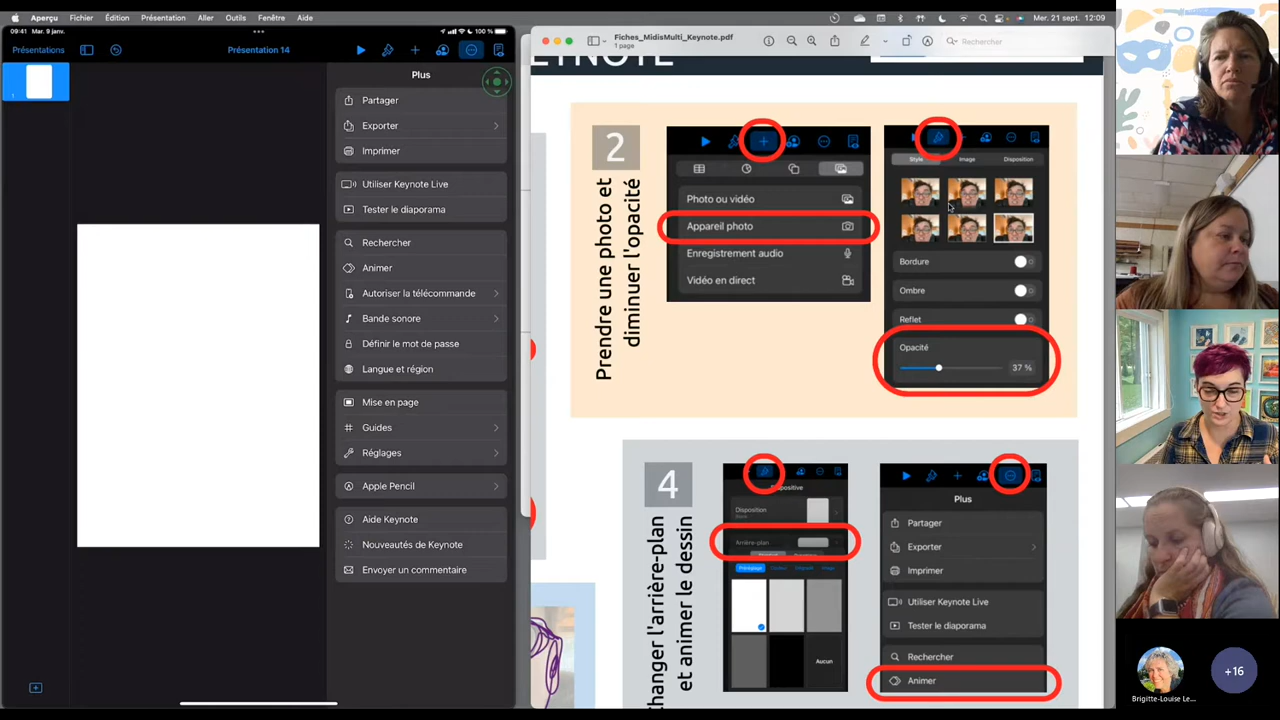 Aperçu Fichier Édition Présentation Aller Outils Fenêtre Aide
Mer. 21 sept. 12:09
09:41 Mar. 9 janv.
100 %
Présentations
Présentation 14
1
Plus
Partager
Exporter
Imprimer
Utiliser Keynote Live
Tester le diaporama
Rechercher
Animer
Autoriser la télécommande
Bande sonore
Définir le mot de passe
Langue et région
Mise en page
Guides
Réglages
Apple Pencil
Aide Keynote
Nouveautés de Keynote
Envoyer un commentaire
Fiches_MidisMulti_Keynote.pdf
1 page
Rechercher
EYNOTE
2
Prendre une photo et
diminuer l'opacité
Photo ou vidéo
Appareil photo
Enregistrement audio
Vidéo en direct
Style Image Disposition
Bordure
Ombre
Reflet
Opacité
37 %
4
changer l'arrière-plan
et animer le dessin
Disposition
Arrière-plan
Aucun
Plus
Partager
Exporter
Imprimer
Utiliser Keynote Live
Tester le diaporama
Rechercher
Animer
Brigitte-Louise Le...
+16